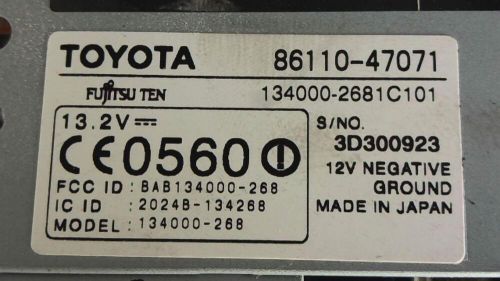 TOYOTA 86110-47071
FUJITSU TEN 134000-2681C101
13.2V⎓ S/NO.
CE0560! 3D300923
12V NEGATIVE
FCC ID : BAB134000-268 GROUND
IC ID : 2024B-134268 MADE IN JAPAN
MODEL : 134000-268